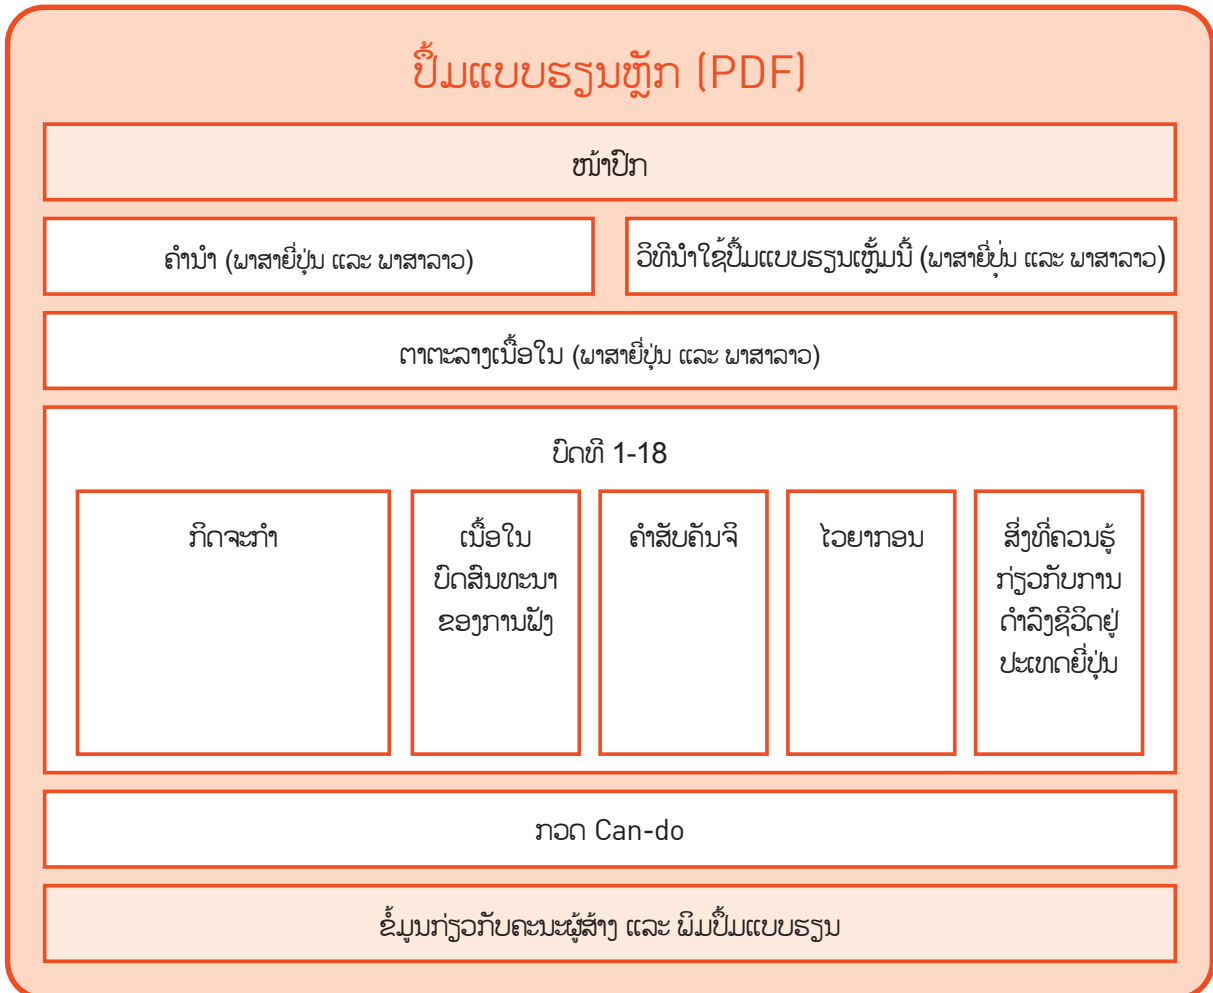 ປຶ້ມແບບຮຽນຫຼັກ (PDF)
ໜ້າປົກ
ຄຳນຳ (ພາສາຍີ່ປຸ່ນ ແລະ ພາສາລາວ)
ວິທີນຳໃຊ້ປຶ້ມແບບຮຽນເຫຼັ້ມນີ້ (ພາສາຍີ່ປຸ່ນ ແລະ ພາສາລາວ)
ຕາຕະລາງເນື້ອໃນ (ພາສາຍີ່ປຸ່ນ ແລະ ພາສາລາວ)
ບົດທີ 1-18
ກິດຈະກຳ
ເນື້ອໃນ
ບົດສົນທະນາ
ຂອງການຟັງ
ຄຳສັບຄັນຈິ
ໄວຍາກອນ
ສິ່ງທີ່ຄວນຮູ້
ກ່ຽວກັບການ
ດຳລົງຊີວິດຢູ່
ປະເທດຍີ່ປຸ່ນ
ກວດ Can-do
ຂໍ້ມູນກ່ຽວກັບຄະນະຜູ້ສ້າງ ແລະ ພິມປຶ້ມແບບຮຽນ